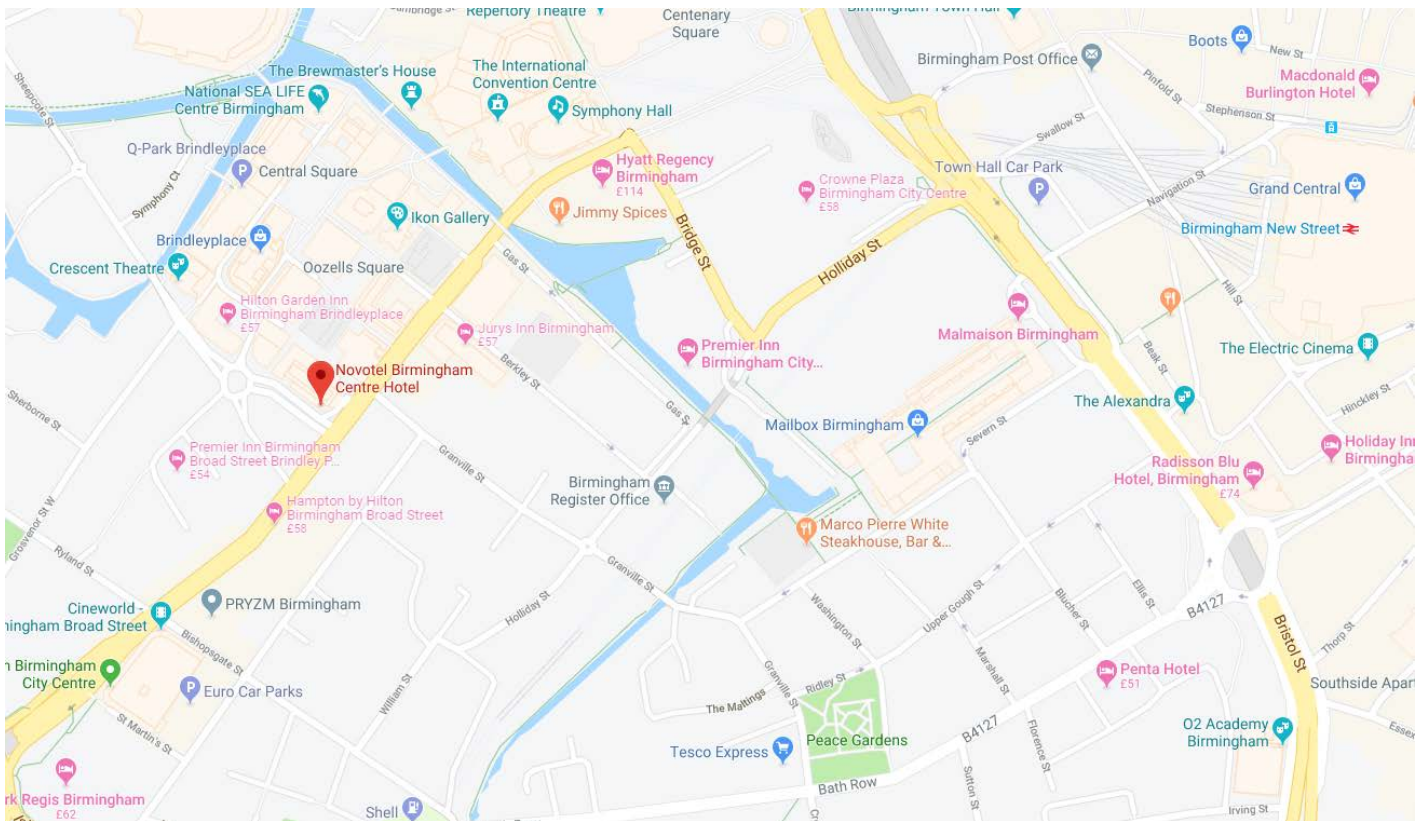 Cambridge St
Repertory Theatre
Centenary
Square
Birmingham Town Hall
Boots
New St
Birmingham Post Office
Pinfold St
Macdonald
Burlington Hotel
Stephenson St
Sheepcote St
The Brewmaster's House
The International
Convention Centre
National SEA LIFE
Centre Birmingham
Symphony Hall
Swallow St
Q-Park Brindleyplace
Central Square
Hyatt Regency
Birmingham
£114
Crowne Plaza
Birmingham City Centre
£58
Town Hall Car Park
Navigation St
Grand Central
Symphony Ct
Ikon Gallery
Jimmy Spices
Bridge St
Birmingham New Street
Brindleyplace
Gas St
Holliday St
Crescent Theatre
Oozells Square
Hill St
Hilton Garden Inn
Birmingham Brindleyplace
£57
Jurys Inn Birmingham
£57
Malmaison Birmingham
Premier Inn
Birmingham City...
Beak St
The Electric Cinema
Novotel Birmingham
Centre Hotel
Berkley St
The Alexandra
Hinckley St
Sherborne St
Gas St
Mailbox Birmingham
Severn St
Premier Inn Birmingham
Broad Street Brindley P...
£54
Granville St
Holiday Inn
Birmingha
Radisson Blu
Hotel, Birmingham
£74
Birmingham
Register Office
Hampton by Hilton
Birmingham Broad Street
£58
Grosvenor St W
Marco Pierre White
Steakhouse, Bar &...
Ryland St
Granville St
Cineworld -
mingham Broad Street
PRYZM Birmingham
Holliday St
Washington St
Upper Gough St
Blucher St
Ellis St
B4127
Bristol St
Thorp St
Bishopsgate St
n Birmingham
City Centre
Euro Car Parks
William St
Granville St
Ridley St
Marshall St
Penta Hotel
£51
Southside Apar
The Maltings
St Martin's St
Tesco Express
Peace Gardens
B4127
Florence St
O2 Academy
Birmingham
Essex
rk Regis Birmingham
£62
Shell
Bath Row
Sutton St
Irving St